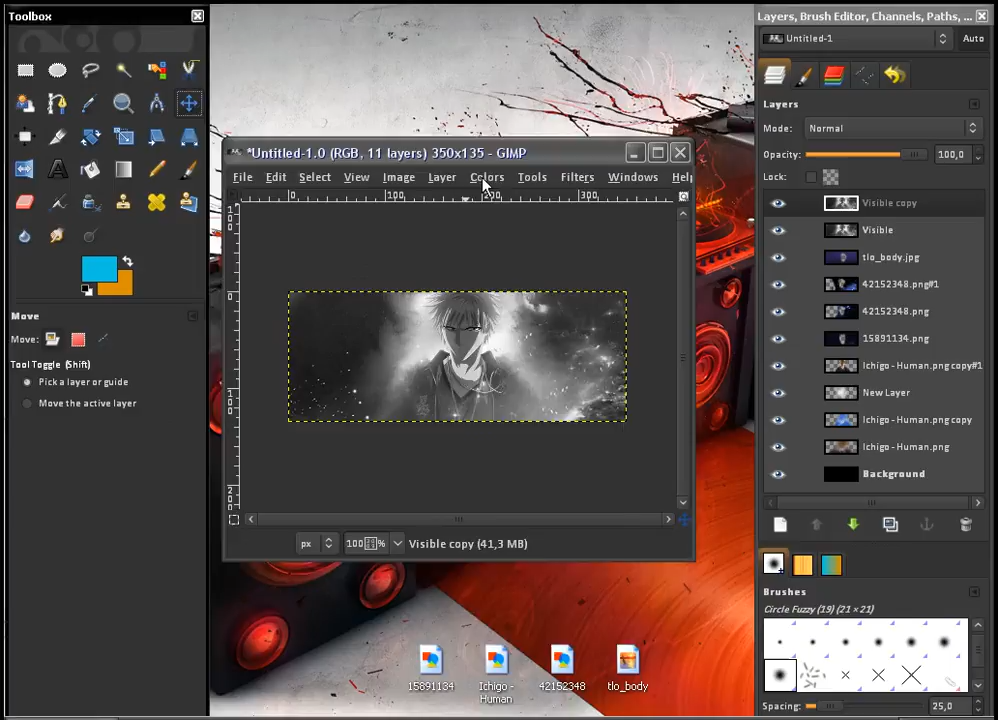 Toolbox
Move
Move:
Tool Toggle (Shift)
Pick a layer or guide
Move the active layer
*Untitled-1.0 (RGB, 11 layers) 350x135 - GIMP
File Edit Select View Image Layer Colors Tools Filters Windows Help
0 100 200 300
px 100 % Visible copy (41,3 MB)
15891134
Ichigo - Human
42152348
tlo_body
Layers, Brush Editor, Channels, Paths, ...
Untitled-1 Auto
Layers
Mode: Normal
Opacity: 100,0
Lock:
Visible copy
Visible
tlo_body.jpg
42152348.png#1
42152348.png
15891134.png
Ichigo - Human.png copy#1
New Layer
Ichigo - Human.png copy
Ichigo - Human.png
Background
Brushes
Circle Fuzzy (19) (21 × 21)
Spacing: 25,0